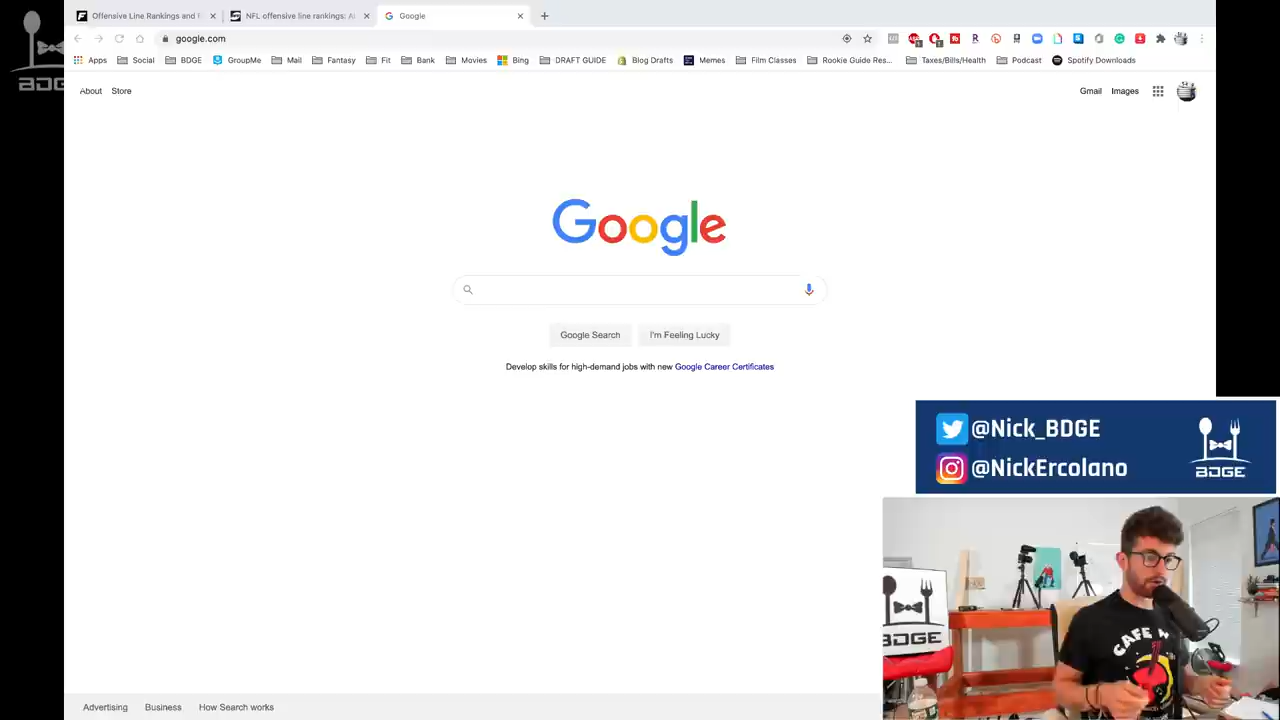 Offensive Line Rankings and
NFL offensive line rankings:
Google
google.com
Apps
Social
BDGE
GroupMe
Mail
Fantasy
Fit
Bank
Movies
Bing
DRAFT GUIDE
Blog Drafts
Memes
Film Classes
Rookie Guide Res...
Taxes/Bills/Health
Podcast
Spotify Downloads
BDG
About
Store
Gmail
Images
Google
Google Search
I'm Feeling Lucky
Develop skills for high-demand jobs with new Google Career Certificates
@Nick_BDGE
@NickErcolano
BDGE
BDGE
CAFE
Advertising
Business
How Search works